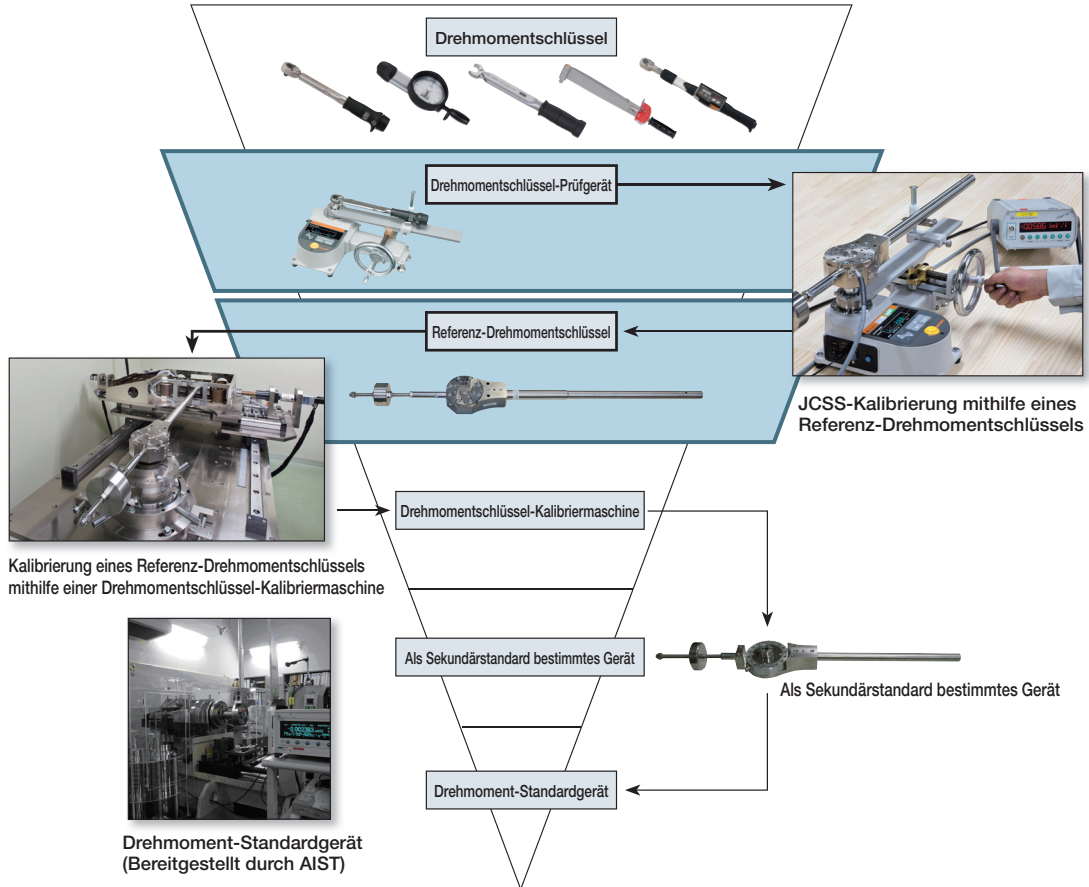 Drehmomentschlüssel
Drehmomentschlüssel-Prüfgerät
Referenz-Drehmomentschlüssel
JCSS-Kalibrierung mithilfe eines
Referenz-Drehmomentschlüssels
Drehmomentschlüssel-Kalibriermaschine
Kalibrierung eines Referenz-Drehmomentschlüssels
mithilfe einer Drehmomentschlüssel-Kalibriermaschine
Als Sekundärstandard bestimmtes Gerät
Als Sekundärstandard bestimmtes Gerät
Drehmoment-Standardgerät
Drehmoment-Standardgerät
(Bereitgestellt durch AIST)